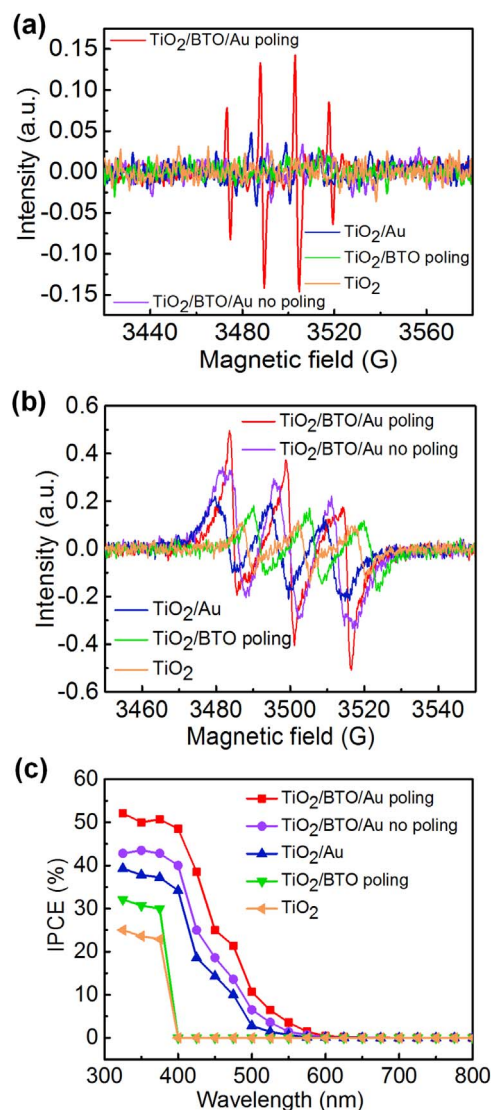 (a)
TiO2/BTO/Au poling
0.15
0.10
0.05
0.00
-0.05
-0.10
-0.15
Intensity (a.u.)
TiO2/Au
TiO2/BTO poling
TiO2
TiO2/BTO/Au no poling
3440 3480 3520 3560
Magnetic field (G)
(b)
TiO2/BTO/Au poling
TiO2/BTO/Au no poling
0.6
0.4
0.2
0.0
-0.2
-0.4
-0.6
Intensity (a.u.)
TiO2/Au
TiO2/BTO poling
TiO2
3460 3480 3500 3520 3540
Magnetic field (G)
(c)
60
50
40
30
20
10
0
IPCE (%)
TiO2/BTO/Au poling
TiO2/BTO/Au no poling
TiO2/Au
TiO2/BTO poling
TiO2
300 400 500 600 700 800
Wavelength (nm)